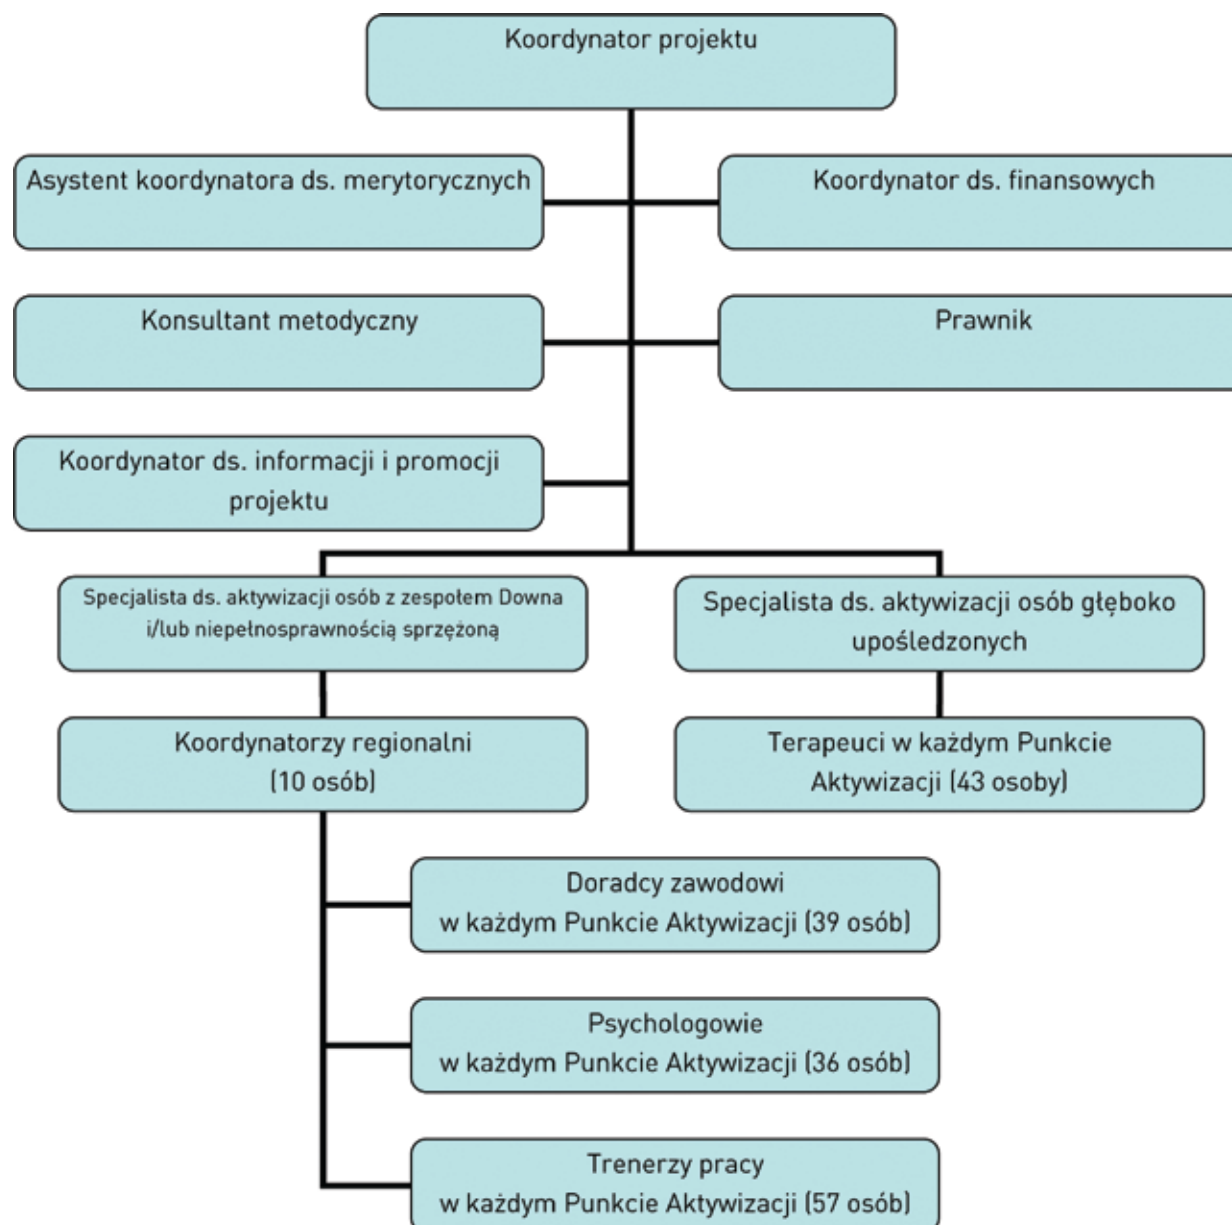 Koordynator projektu
Asystent koordynatora ds. merytorycznych
Koordynator ds. finansowych
Konsultant metodyczny
Prawnik
Koordynator ds. informacji i promocji
projektu
Specjalista ds. aktywizacji osób z zespołem Downa
i/lub niepełnosprawnością sprzężoną
Specjalista ds. aktywizacji osób głęboko
upośledzonych
Koordynatorzy regionalni
(10 osób)
Terapeuci w każdym Punkcie
Aktywizacji (43 osoby)
Doradcy zawodowi
w każdym Punkcie Aktywizacji (39 osób)
Psychologowie
w każdym Punkcie Aktywizacji (36 osób)
Trenerzy pracy
w każdym Punkcie Aktywizacji (57 osób)